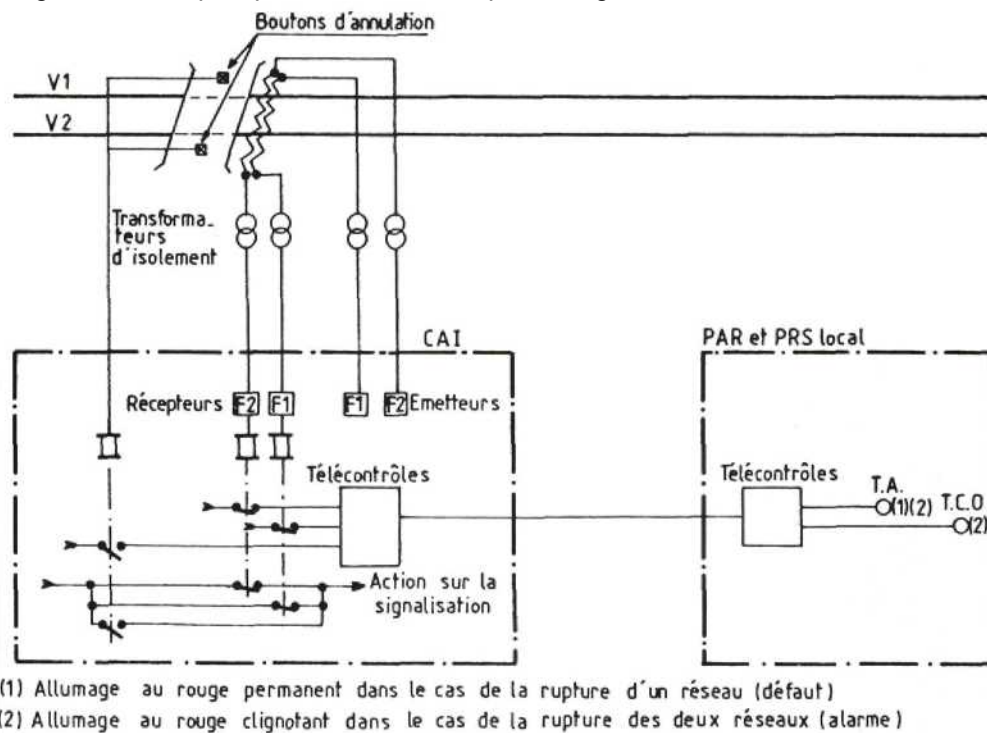 Boutons d'annulation
V1
V2
Transforma_
teurs
d'isolement
CAI
PAR et PRS local
Récepteurs F2 F1 F1 F2 Emetteurs
Télécontrôles
Télécontrôles
T.A.
(1)(2)
T.C.O
(2)
Action sur la
signalisation
(1) Allumage au rouge permanent dans le cas de la rupture d'un réseau (défaut)
(2) Allumage au rouge clignotant dans le cas de la rupture des deux réseaux (alarme)